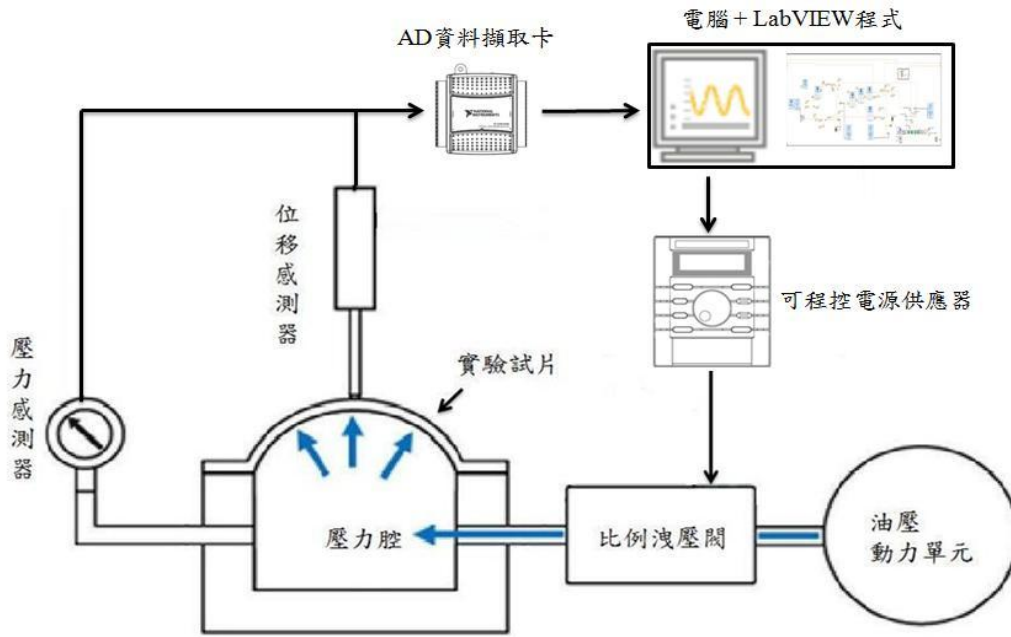 AD資料擷取卡
電腦+LabVIEW程式
NATIONAL
INSTRUMENTS
位移感測器
可程控電源供應器
壓力感測器
實驗試片
壓力腔
比例洩壓閥
油壓
動力單元